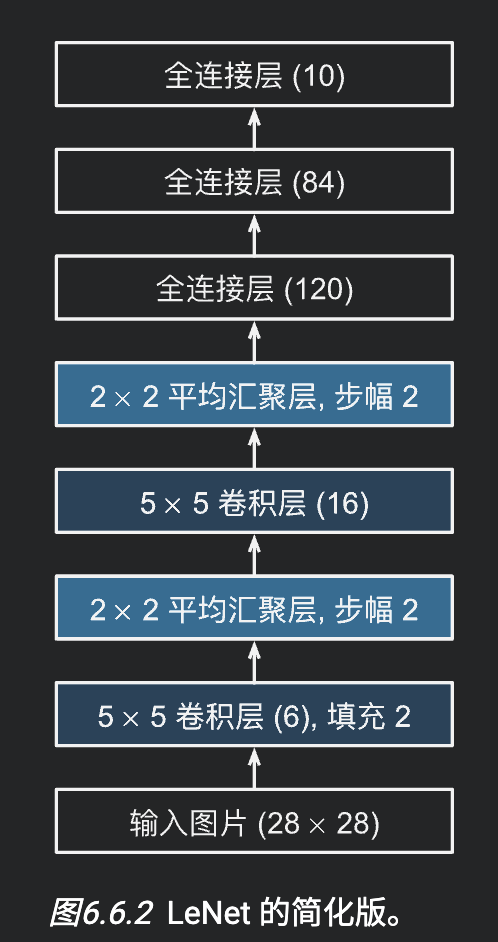 全连接层 (10)
全连接层 (84)
全连接层 (120)
2 × 2 平均汇聚层, 步幅 2
5 × 5 卷积层 (16)
2 × 2 平均汇聚层, 步幅 2
5 × 5 卷积层 (6), 填充 2
输入图片 (28 × 28)
图6.6.2 LeNet 的简化版。